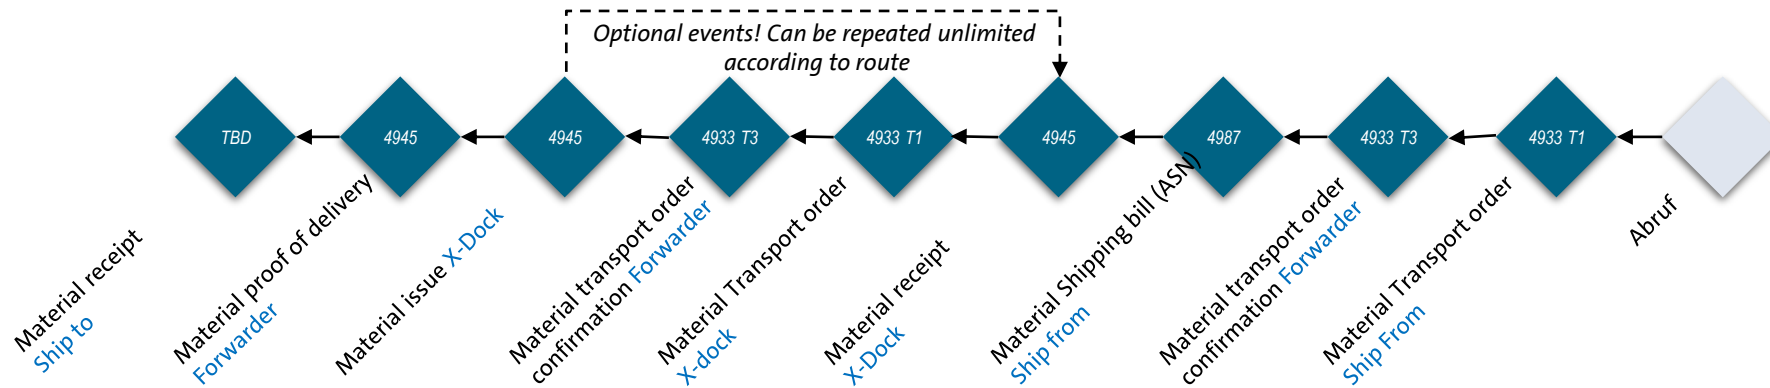 Optional events! Can be repeated unlimited
according to route
TBD
4945
4945
4933 T3
4933 T1
4945
4987
4933 T3
4933 T1
Material receipt
Ship to
Material proof of delivery
Forwarder
Material issue X-Dock
Material transport order
confirmation Forwarder
Material Transport order
X-dock
Material receipt
X-Dock
Material Shipping bill (ASN)
Ship from
Material transport order
confirmation Forwarder
Material Transport order
Ship From
Abruf